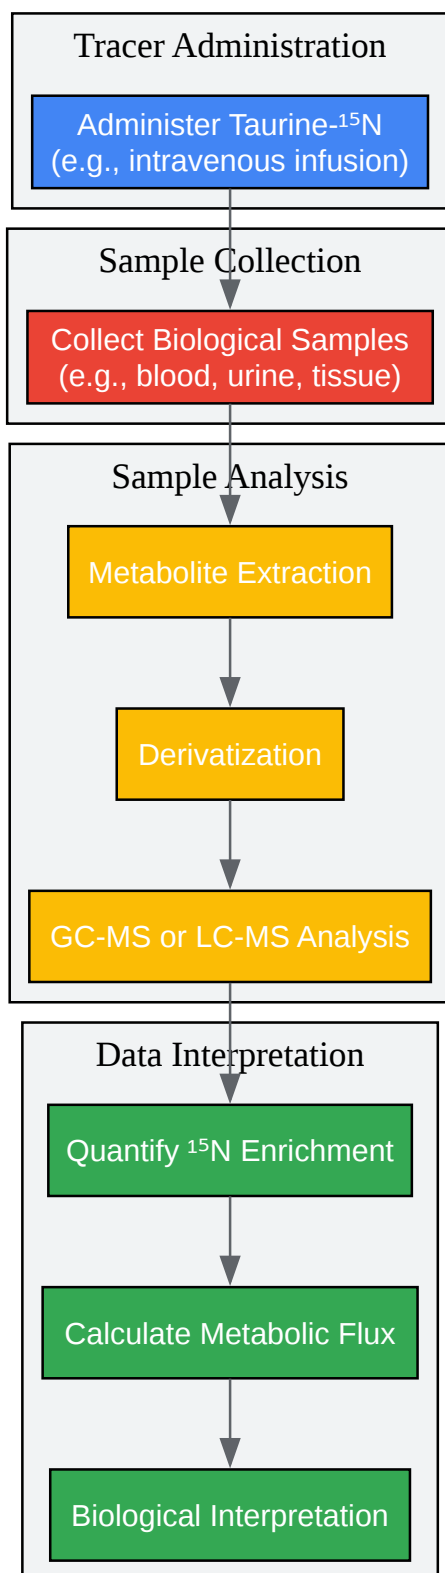 Tracer Administration
Administer Taurine-¹⁵N
(e.g., intravenous infusion)
Sample Collection
Collect Biological Samples
(e.g., blood, urine, tissue)
Sample Analysis
Metabolite Extraction
Derivatization
GC-MS or LC-MS Analysis
Data Interpretation
Quantify ¹⁵N Enrichment
Calculate Metabolic Flux
Biological Interpretation